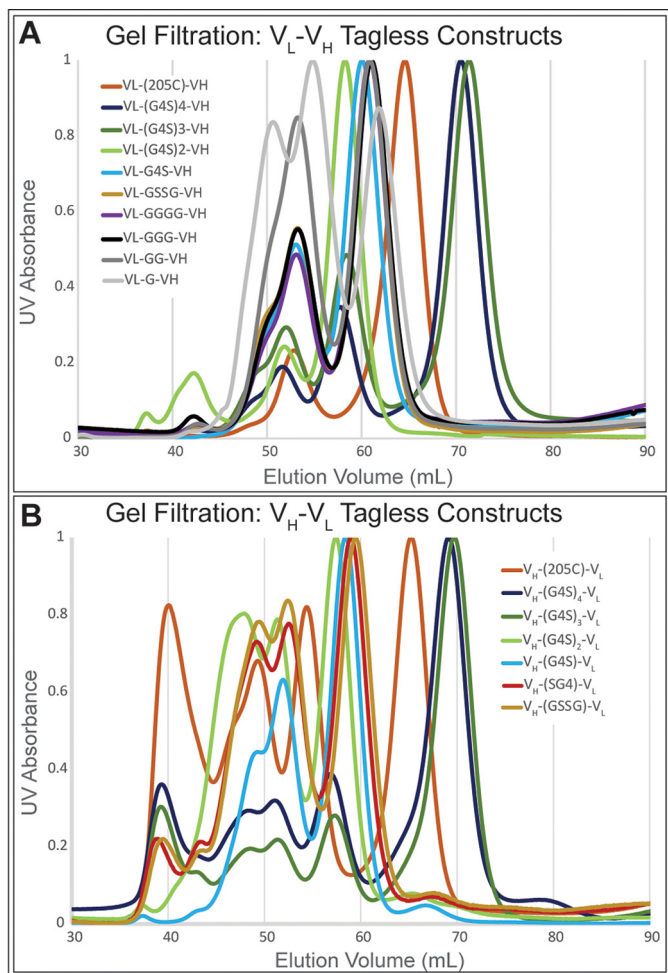 A
Gel Filtration: VL-VH Tagless Constructs
VL-(205C)-VH
VL-(G4S)4-VH
VL-(G4S)3-VH
VL-(G4S)2-VH
VL-G4S-VH
VL-GSSG-VH
VL-GGGG-VH
VL-GGG-VH
VL-GG-VH
VL-G-VH
UV Absorbance
1
0.8
0.6
0.4
0.2
0
30 40 50 60 70 80 90
Elution Volume (mL)
B
Gel Filtration: VH-VL Tagless Constructs
VH-(205C)-VL
VH-(G4S)4-VL
VH-(G4S)3-VL
VH-(G4S)2-VL
VH-(G4S)-VL
VH-(SG4)-VL
VH-(GSSG)-VL
UV Absorbance
1
0.8
0.6
0.4
0.2
0
30 40 50 60 70 80 90
Elution Volume (mL)